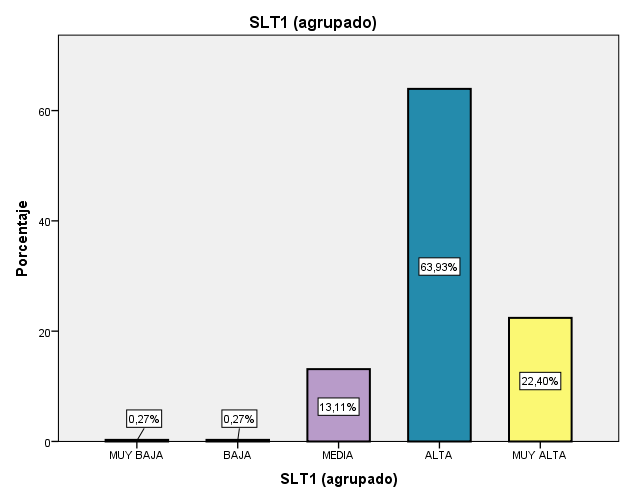 SLT1 (agrupado)
Porcentaje
60
40
20
0
0,27%
0,27%
13,11%
63,93%
22,40%
MUY BAJA
BAJA
MEDIA
ALTA
MUY ALTA
SLT1 (agrupado)